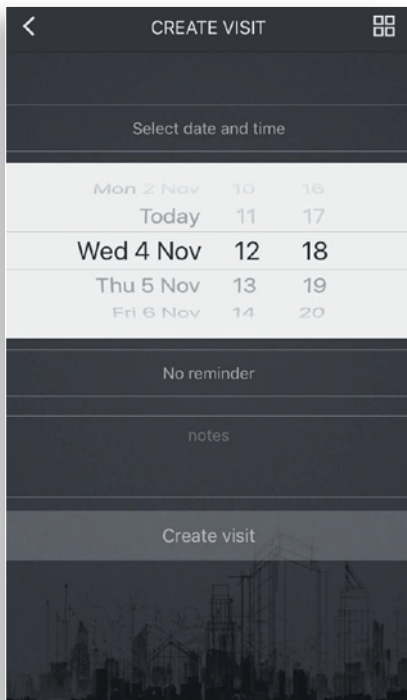 CREATE VISIT
Select date and time
Mon 2 Nov 10 16
Today 11 17
Wed 4 Nov 12 18
Thu 5 Nov 13 19
Fri 6 Nov 14 20
No reminder
notes
Create visit